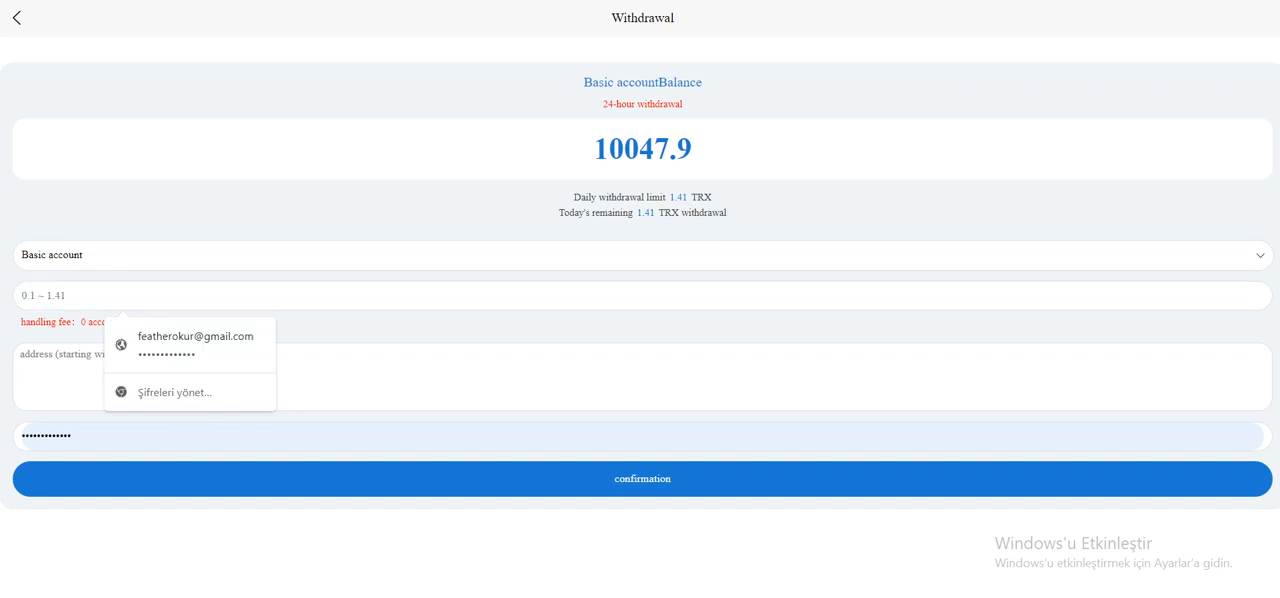 Withdrawal
Basic accountBalance
24-hour withdrawal
10047.9
Daily withdrawal limit 1.41 TRX
Today's remaining 1.41 TRX withdrawal
Basic account
0.1 ~ 1.41
handling fee: 0
featherokur@gmail.com
•••••••••••••
Şifreleri yönet...
address (starting
•••••••••••••
confirmation
Windows'u Etkinleştir
Windows'u etkinleştirmek için Ayarlar'a gidin.